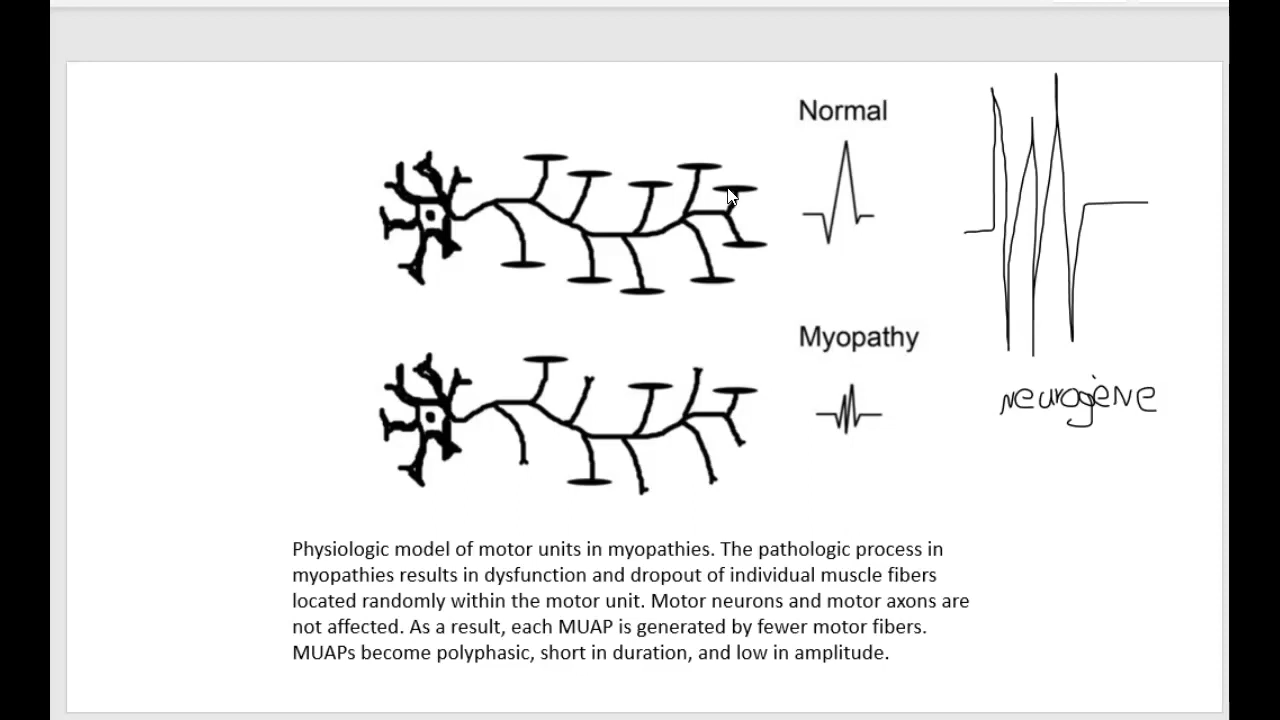 Normal
Myopathy
neurogène
Physiologic model of motor units in myopathies. The pathologic process in
myopathies results in dysfunction and dropout of individual muscle fibers
located randomly within the motor unit. Motor neurons and motor axons are
not affected. As a result, each MUAP is generated by fewer motor fibers.
MUAPs become polyphasic, short in duration, and low in amplitude.